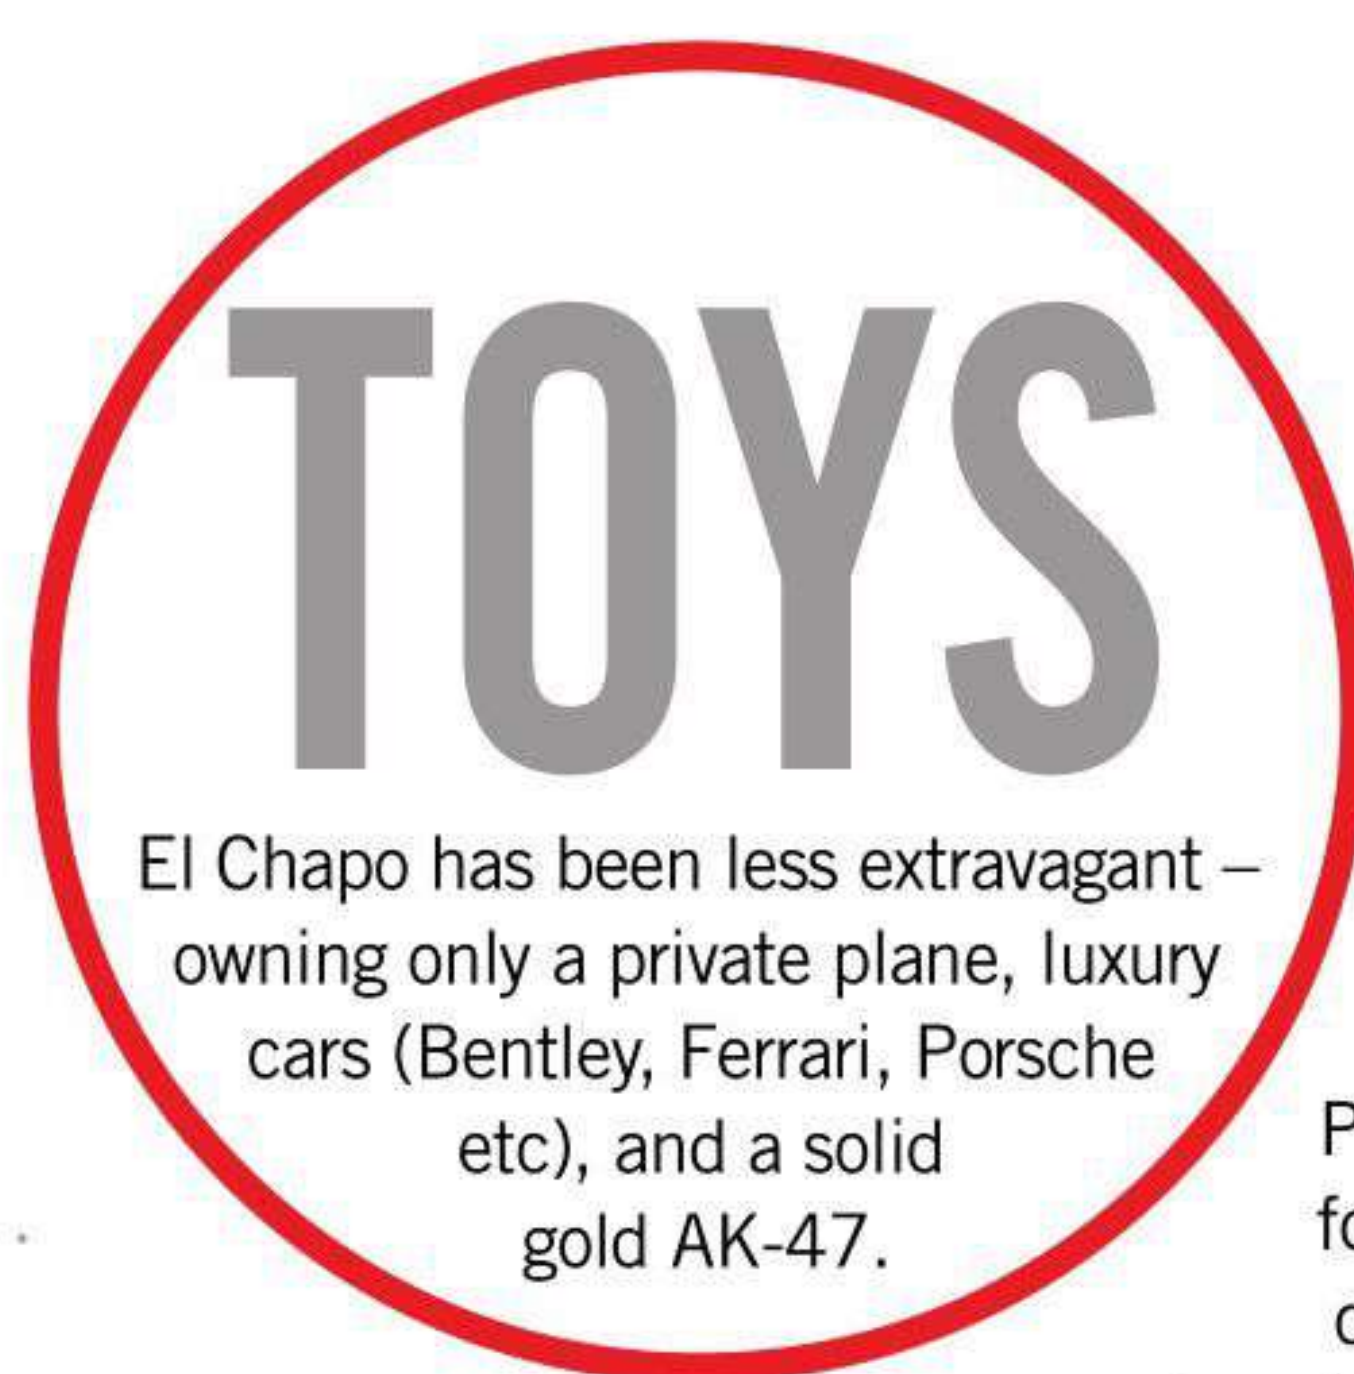 TOYS
El Chapo has been less extravagant –
owning only a private plane, luxury
cars (Bentley, Ferrari, Porsche
etc), and a solid
gold AK-47.